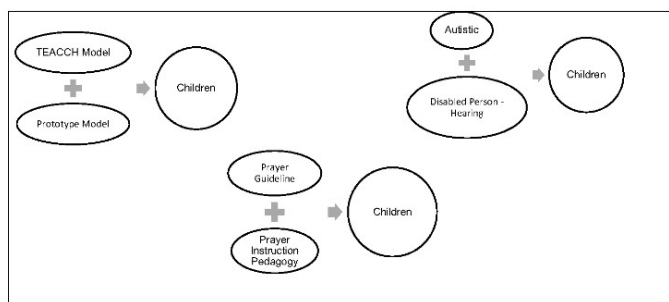 TEACCH Model
Children
Prototype Model
Autistic
Disabled Person -
Hearing
Children
Prayer
Guideline
Prayer
Instruction
Pedagogy
Children